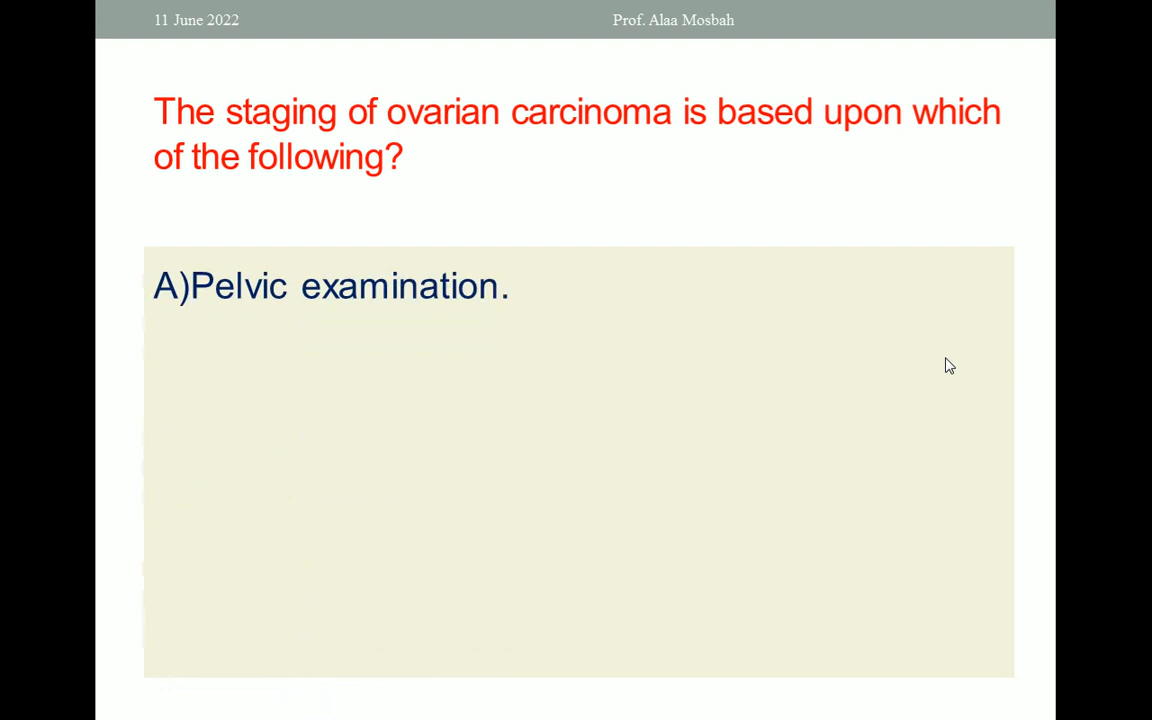 11 June 2022
Prof. Alaa Mosbah
The staging of ovarian carcinoma is based upon which
of the following?
A)Pelvic examination.